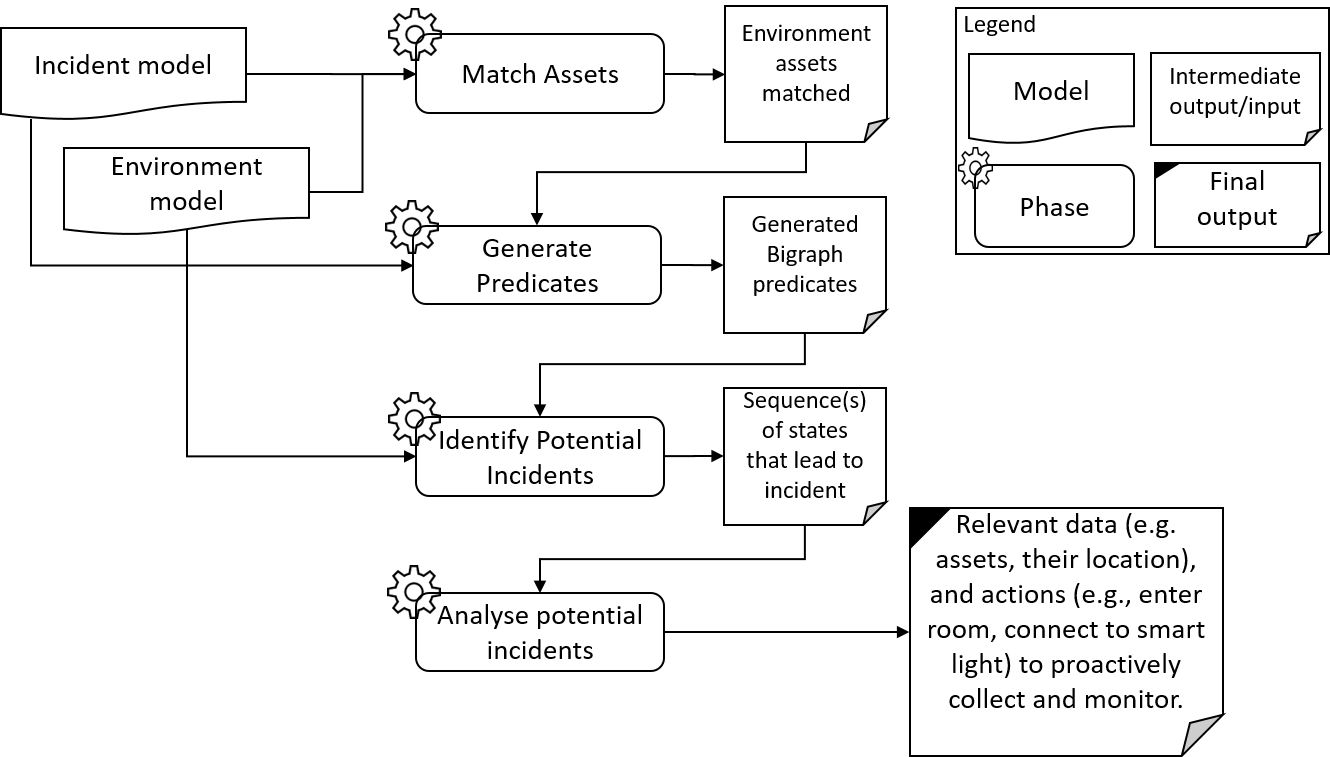 Incident model
Environment
model
Match Assets
Environment
assets
matched
Generate
Predicates
Generated
Bigraph
predicates
Identify Potential
Incidents
Sequence(s)
of states
that lead to
incident
Analyse potential
incidents
Relevant data (e.g.
assets, their location),
and actions (e.g., enter
room, connect to smart
light) to proactively
collect and monitor.
Legend
Model
Intermediate
output/input
Phase
Final
output